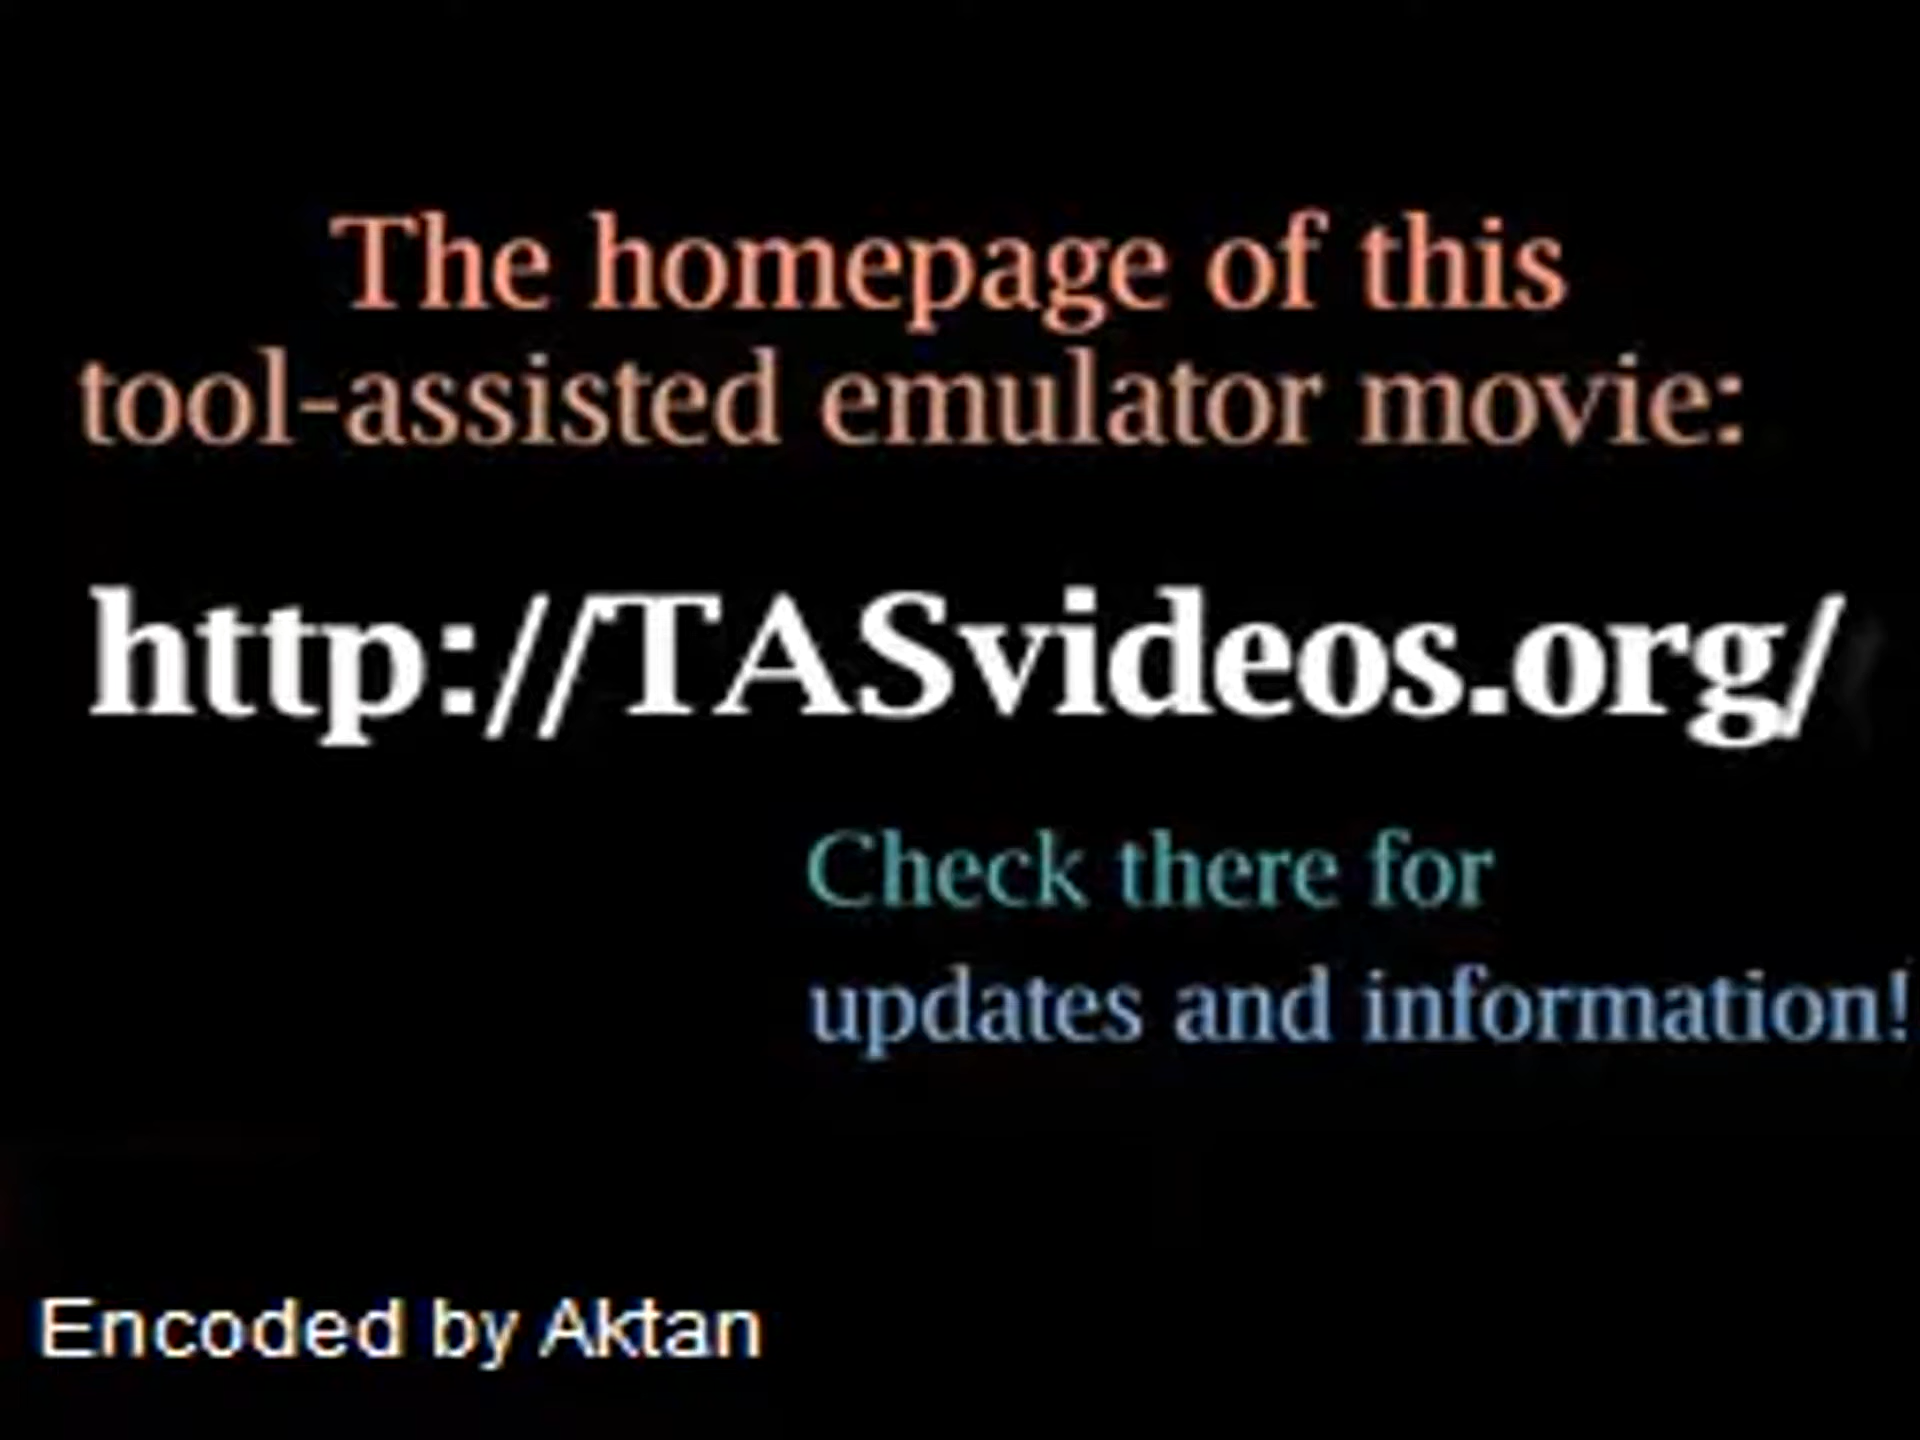 The homepage of this
tool-assisted emulator movie:
http://TASvideos.org/
Check there for
updates and information!
Encoded by Aktan